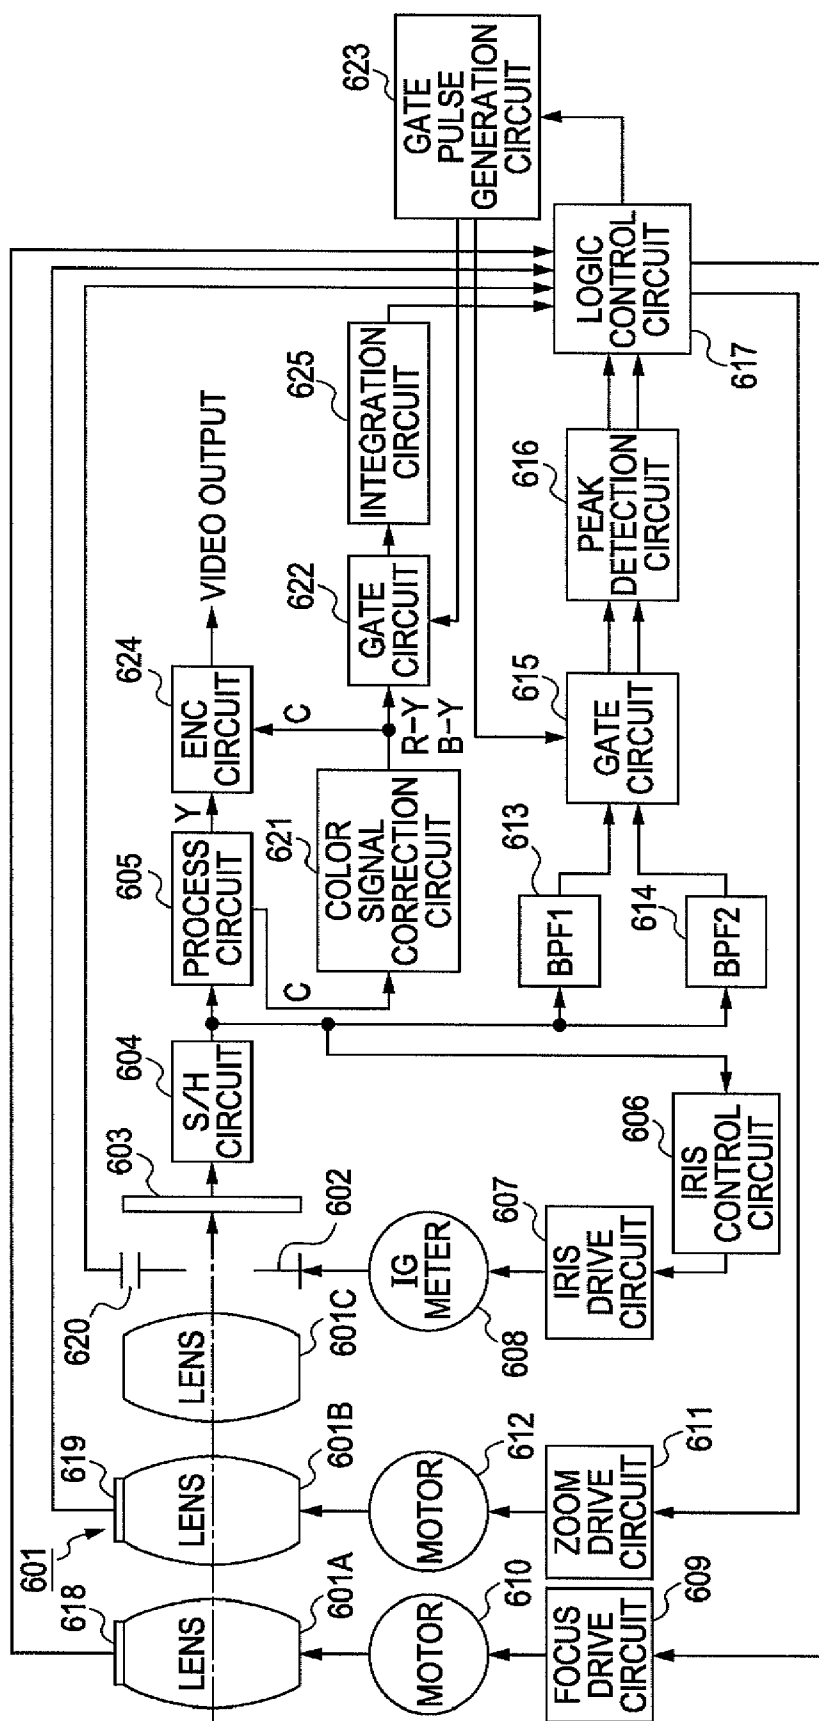 601
618
LENS
601A
MOTOR
610
FOCUS
DRIVE
CIRCUIT
609
619
LENS
601B
MOTOR
612
ZOOM
DRIVE
CIRCUIT
611
LENS
601C
620
602
IG
METER
608
607
IRIS
DRIVE
CIRCUIT
606
IRIS
CONTROL
CIRCUIT
603
604
S/H
CIRCUIT
605
PROCESS
CIRCUIT
Y
C
624
ENC
CIRCUIT
C
VIDEO OUTPUT
621
COLOR
SIGNAL
CORRECTION
CIRCUIT
R-Y
B-Y
622
GATE
CIRCUIT
625
INTEGRATION
CIRCUIT
623
GATE
PULSE
GENERATION
CIRCUIT
613
BPF1
614
BPF2
615
GATE
CIRCUIT
616
PEAK
DETECTION
CIRCUIT
LOGIC
CONTROL
CIRCUIT
617